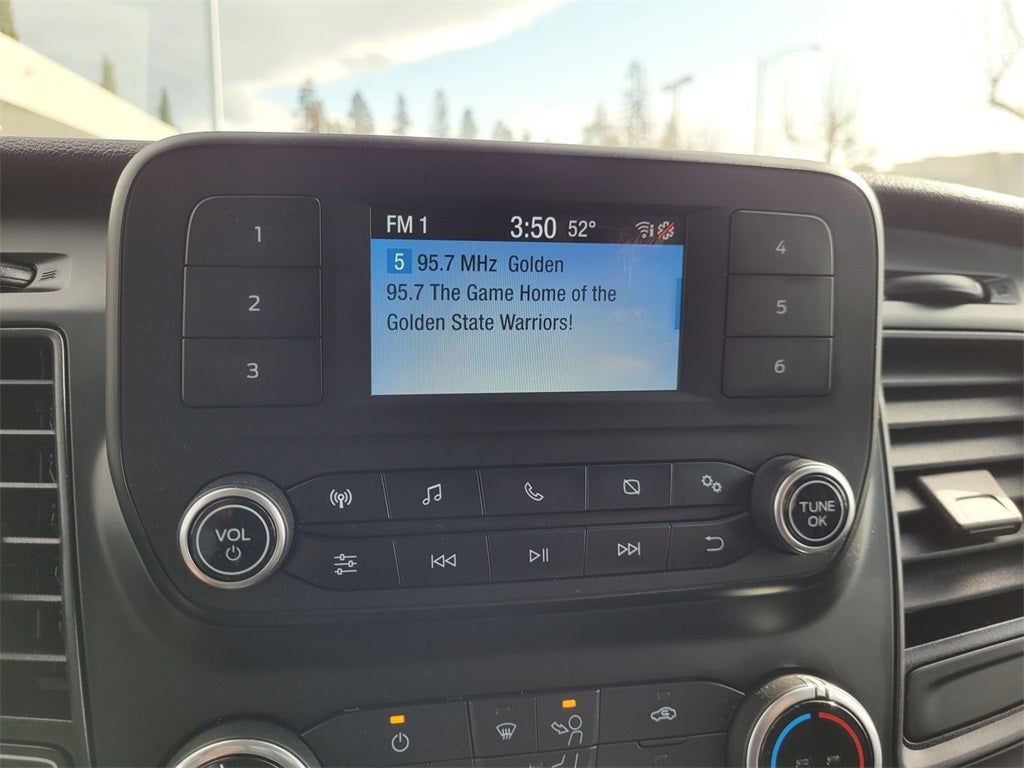 1
2
3
FM 1 3:50 52°
5 95.7 MHz Golden
95.7 The Game Home of the
Golden State Warriors!
4
5
6
VOL
TUNE
OK